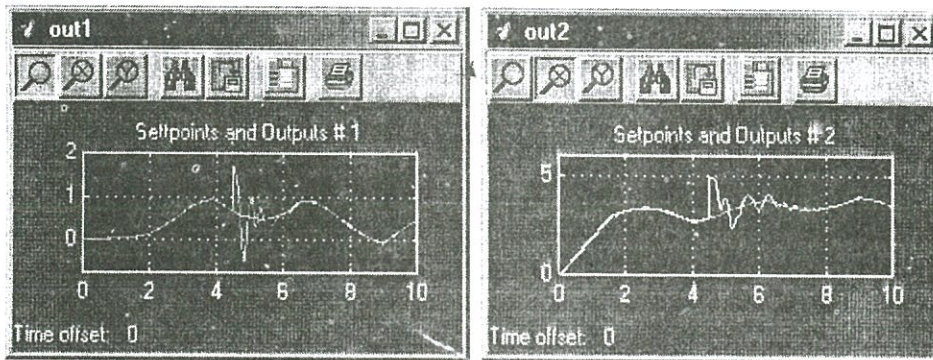 out1
Settpoints and Outputs # 1
2
1
0
0 2 4 6 8 10
Time offset: 0
out2
Setpoints and Outputs # 2
5
0
0 2 4 6 8 10
Time offset: 0